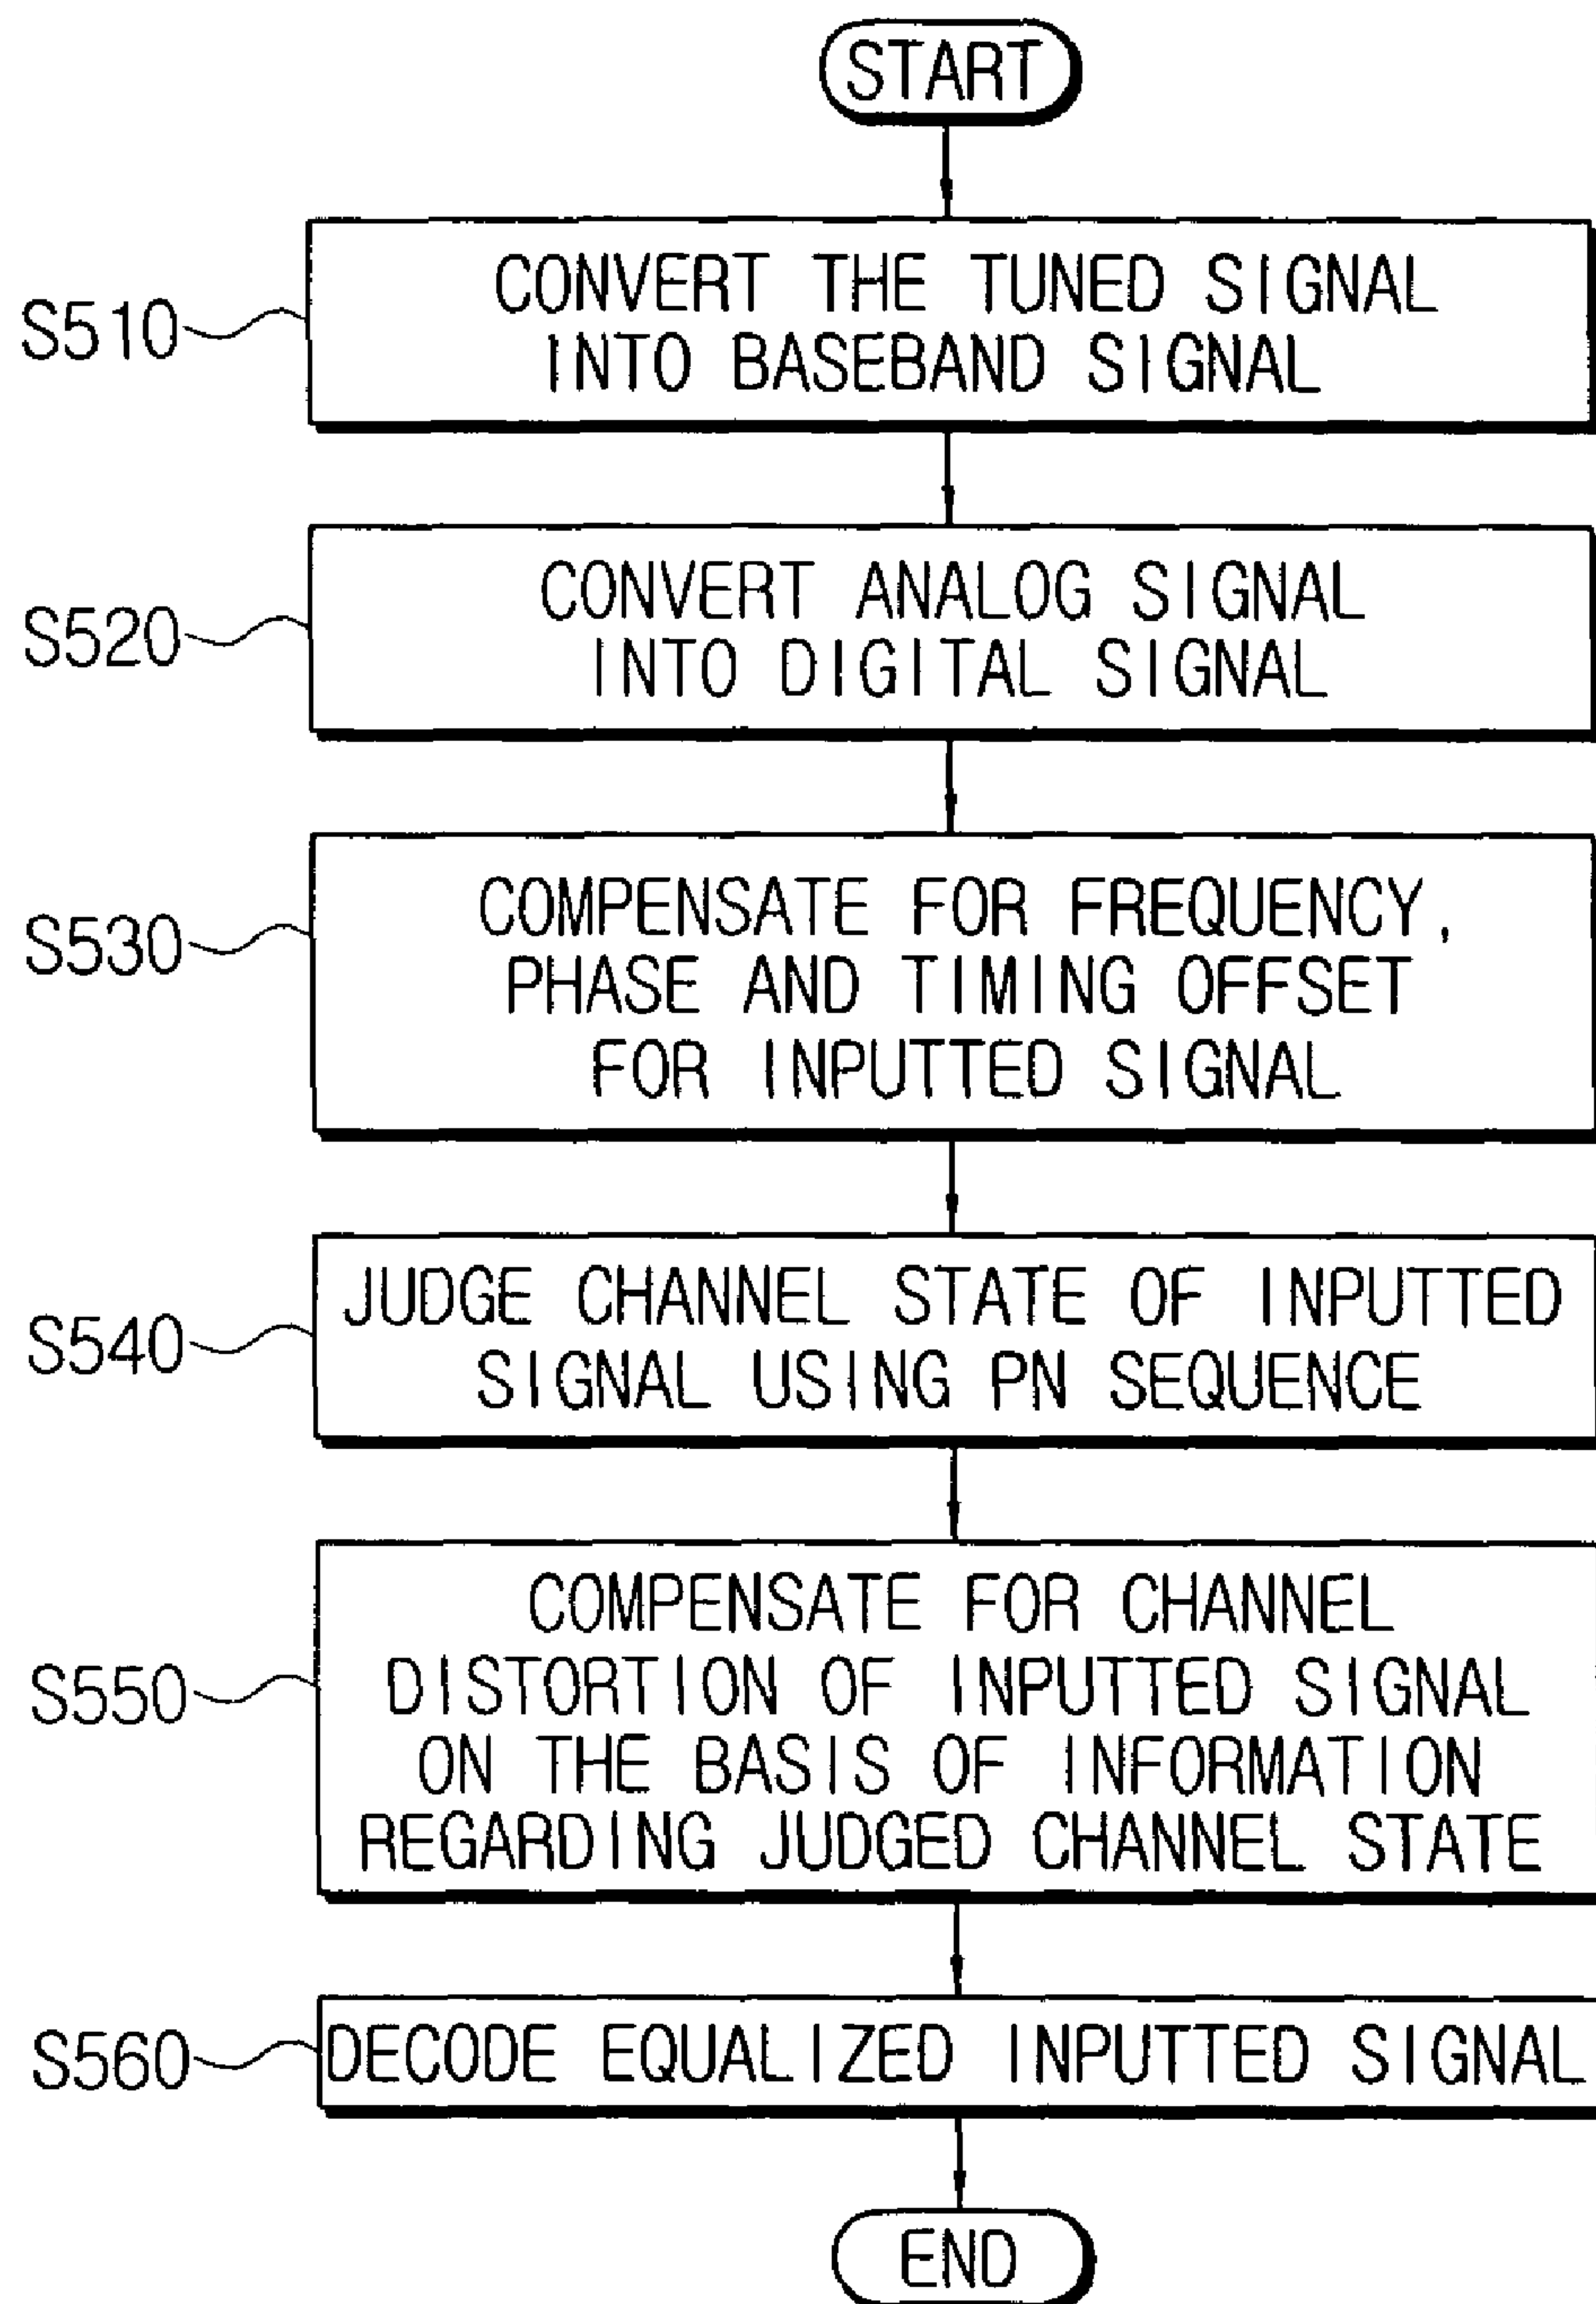 START
S510
CONVERT THE TUNED SIGNAL
INTO BASEBAND SIGNAL
S520
CONVERT ANALOG SIGNAL
INTO DIGITAL SIGNAL
S530
COMPENSATE FOR FREQUENCY,
PHASE AND TIMING OFFSET
FOR INPUTTED SIGNAL
S540
JUDGE CHANNEL STATE OF INPUTTED
SIGNAL USING PN SEQUENCE
S550
COMPENSATE FOR CHANNEL
DISTORTION OF INPUTTED SIGNAL
ON THE BASIS OF INFORMATION
REGARDING JUDGED CHANNEL STATE
S560
DECODE EQUALIZED INPUTTED SIGNAL
END